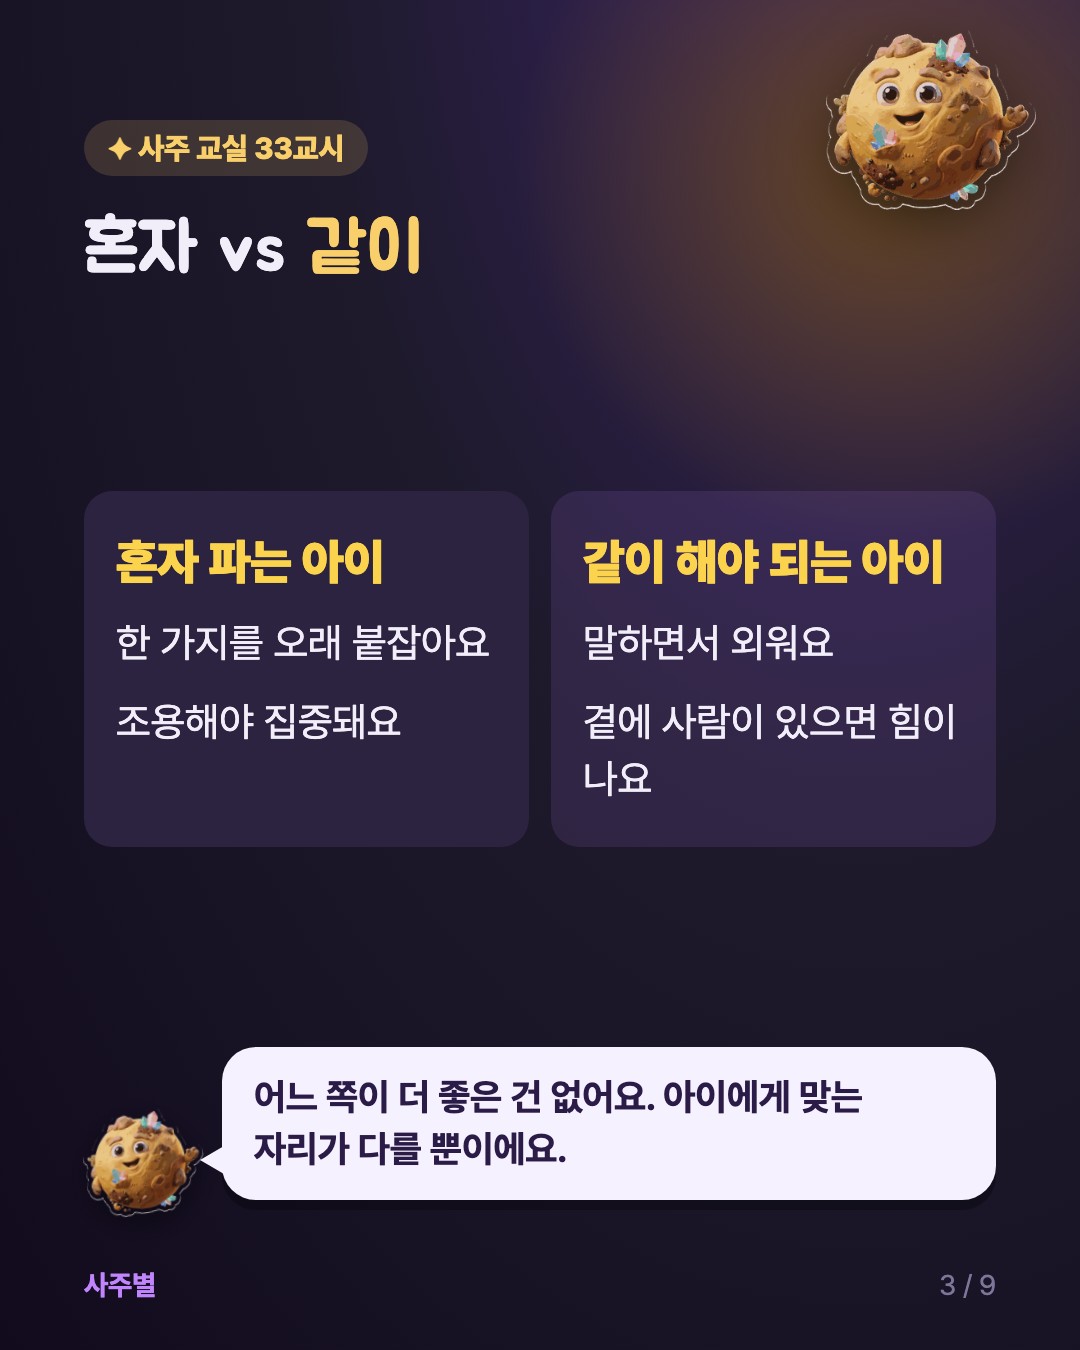 ✦ 사주 교실 33교시
혼자 vs 같이
혼자 파는 아이
한 가지를 오래 붙잡아요
조용해야 집중돼요
같이 해야 되는 아이
말하면서 외워요
곁에 사람이 있으면 힘이
나요
어느 쪽이 더 좋은 건 없어요. 아이에게 맞는
자리가 다를 뿐이에요.
사주별
3 / 9